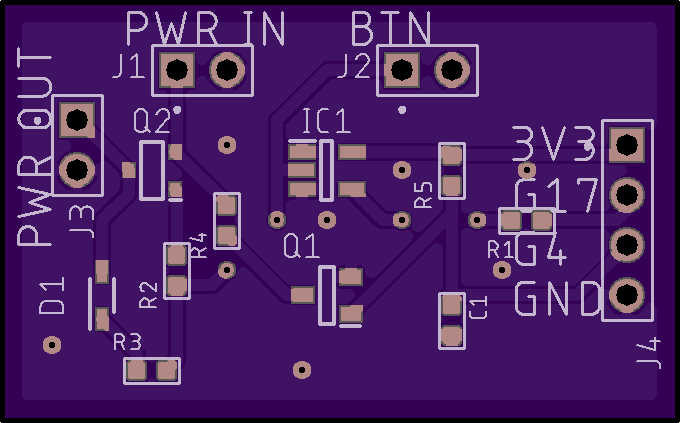 PWR IN
BTN
J1
J2
PWR OUT
Q2
IC1
3V3
R5
G17
J3
R4
Q1
R1
G4
D1
R2
C1
GND
R3
J4